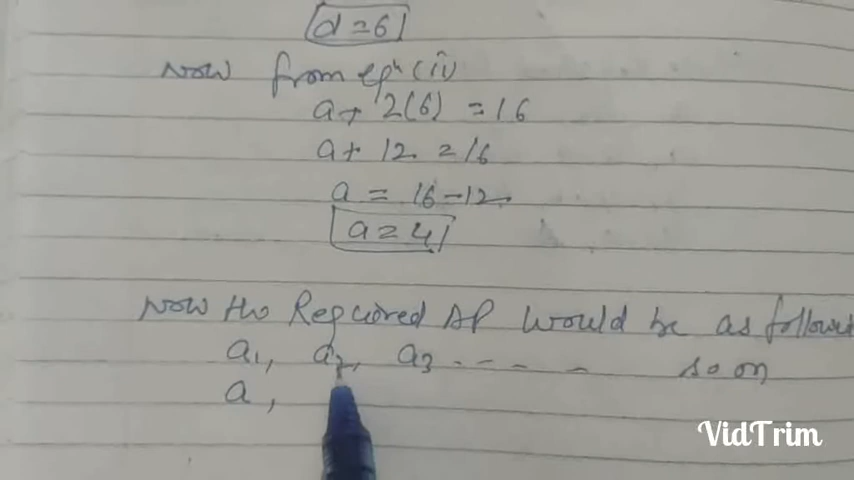 d = 6
Now from eqn (iv)
a + 2(6) = 16
a + 12 = 16
a = 16 - 12
a = 4
Now the Required AP would be as follows
a1, a2, a3 - - - - so on
a,
VidTrim